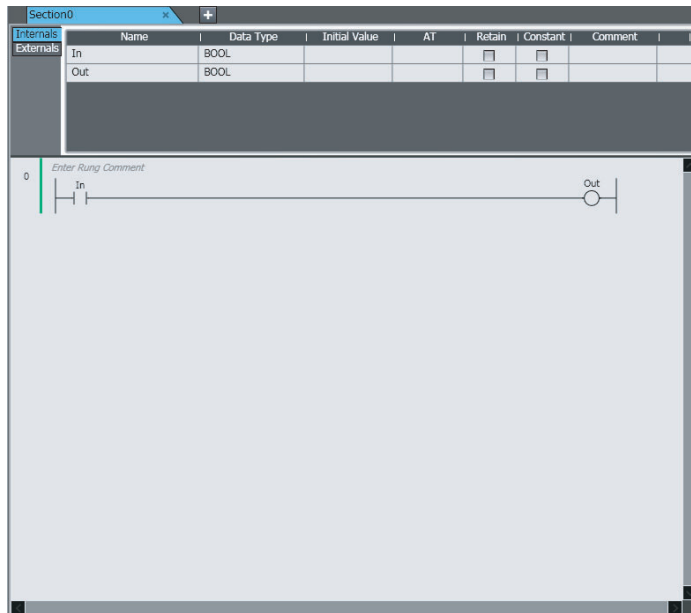 Section0 × +
Internals
Externals
Name Data Type Initial Value AT Retain Constant Comment
In BOOL
Out BOOL
Enter Rung Comment
0
In Out